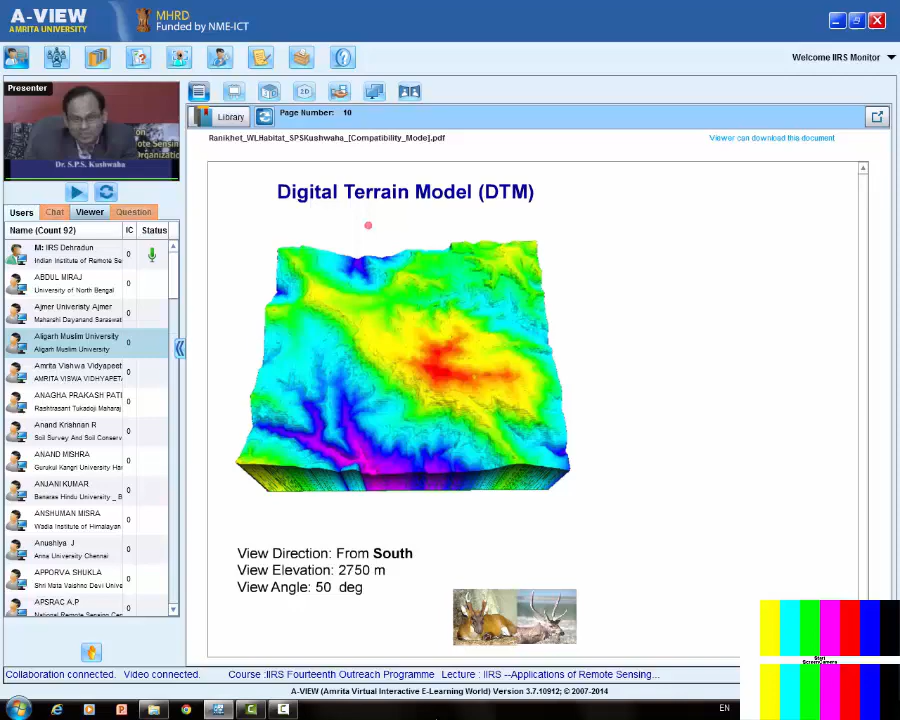 A-VIEW
AMRITA UNIVERSITY
MHRD
Funded by NME-ICT
Welcome IIRS Monitor
Presenter
Dr. S.P.S. Kushwaha
Library
Page Number: 10
Ranikhet_WLHabitat_SPSKushwaha_[Compatibility_Mode].pdf
Viewer can download this document
Users Chat Viewer Question
Name (Count 92) IC Status
M: IIRS Dehradun
Indian Institute of Remote Se
0
ABDUL MIRAJ
University of North Bengal
0
Ajmer Univeristy Ajmer
Maharshi Dayanand Saraswat
0
Aligarh Muslim University
Aligarh Muslim University
0
Amrita Vishwa Vidyapeet
AMRITA VISWA VIDHYAPET
0
ANAGHA PRAKASH PATI
Rashtrasant Tukadoji Maharaj
0
Anand Krishnan R
Soil Survey And Soil Conserv
0
ANAND MISHRA
Gurukul Kangri University Har
0
ANJANI KUMAR
Banaras Hindu University _ B
0
ANSHUMAN MISRA
Wadia Institute of Himalayan
0
Anushiya J
Anna University Chennai
0
APPORVA SHUKLA
Shri Mata Vaishno Devi Unive
0
APSRAC A.P
National Remote Sensing Cen
0
Digital Terrain Model (DTM)
View Direction: From South
View Elevation: 2750 m
View Angle: 50 deg
Start
ScreenCamera
Collaboration connected. Video connected. Course :IIRS Fourteenth Outreach Programme Lecture : IIRS --Applications of Remote Sensing...
A-VIEW (Amrita Virtual Interactive E-Learning World) Version 3.7.10912; © 2007-2014
EN